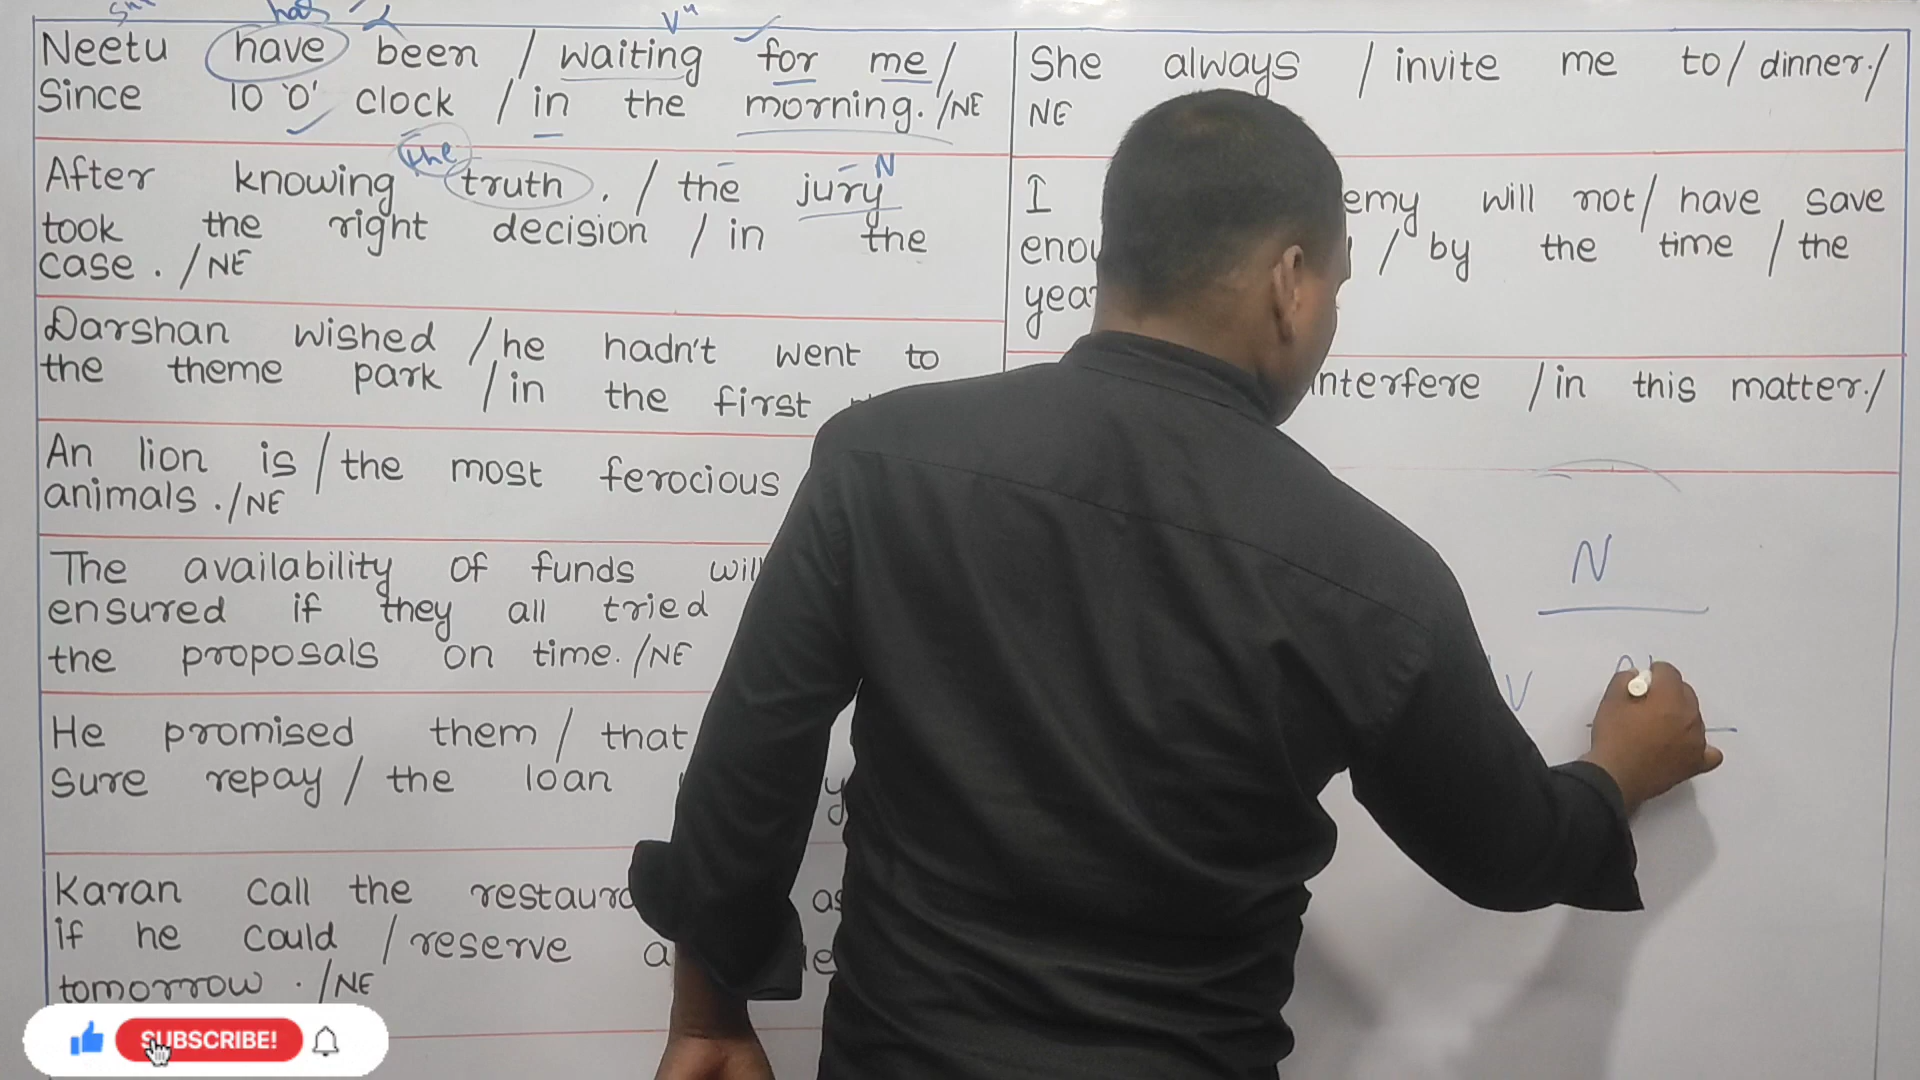 has
V4
Neetu have been / waiting for me /
Since 10 'O' clock / in the morning. /NE
the
N
After knowing truth . / the jury
took the right decision / in the
case . / NE
Darshan wished / he hadn't went to
the theme park / in the first
An lion is / the most ferocious
animals . / NE
The availability of funds will
ensured if they all tried
the proposals on time. / NE
He promised them / that
sure repay / the loan
Karan call the
if he could / reserve a
tomorrow . / NE
She always / invite me to / dinner. /
NE
I will not / have save
/ by the time / the
interfere / in this matter. /
N
V
SUBSCRIBE!